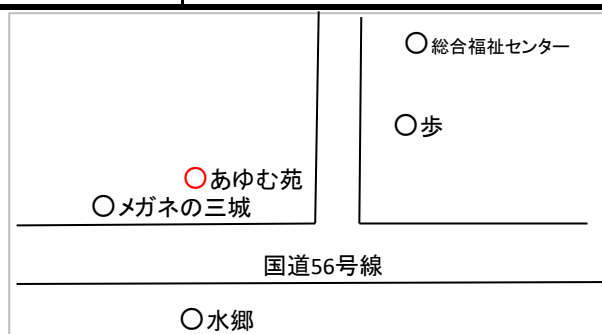 総合福祉センター
歩
あゆむ苑
メガネの三城
国道56号線
水郷